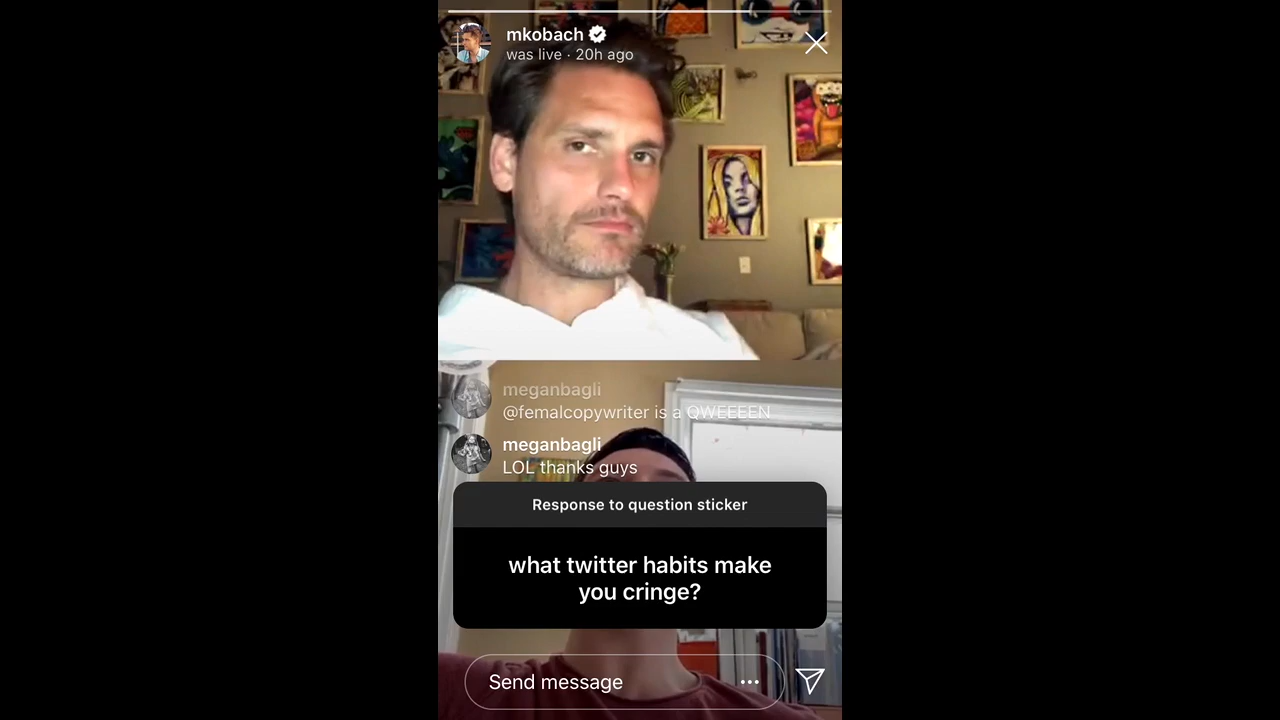 mkobach
was live · 20h ago
meganbagli
@femalcopywriter is a QWEEEEN
meganbagli
LOL thanks guys
Response to question sticker
what twitter habits make
you cringe?
Send message